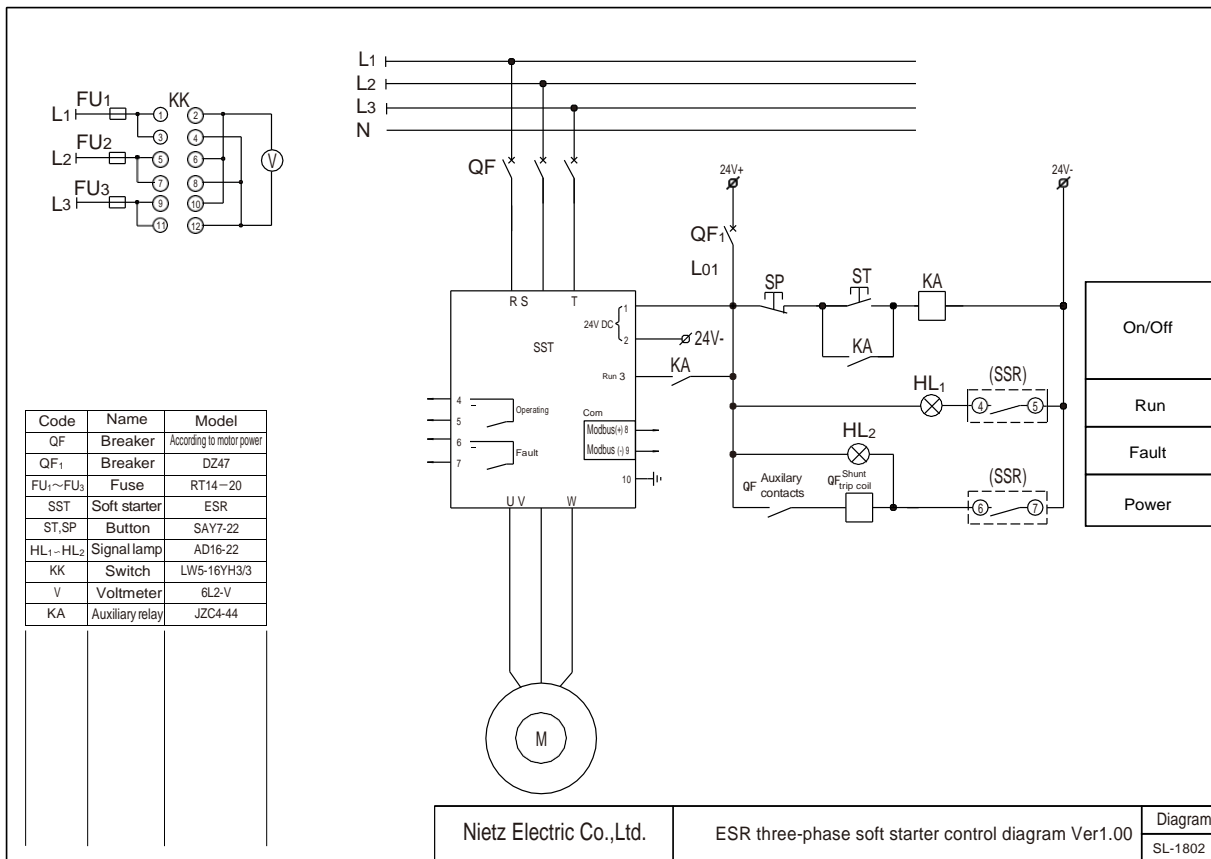 L1
L2
L3
N
FU1 KK
L1 1 2
3 4
FU2
L2 5 6
7 8
FU3
L3 9 10
11 12
V
QF
24V+
24V-
QF1
L01
SP ST KA
KA
R S T
SST
24V DC
1
2
24V-
Run 3
KA
4
5
Operating
6
7
Fault
Com
Modbus(+) 8
Modbus (-) 9
10
U V W
M
HL1
(SSR)
4 5
HL2
QF Auxilary contacts
QF Shunt trip coil
(SSR)
6 7
On/Off
Run
Fault
Power
Code Name Model
QF Breaker According to motor power
QF1 Breaker DZ47
FU1~FU3 Fuse RT14-20
SST Soft starter ESR
ST,SP Button SAY7-22
HL1~HL2 Signal lamp AD16-22
KK Switch LW5-16YH3/3
V Voltmeter 6L2-V
KA Auxiliary relay JZC4-44
Nietz Electric Co.,Ltd.
ESR three-phase soft starter control diagram Ver1.00
Diagram
SL-1802